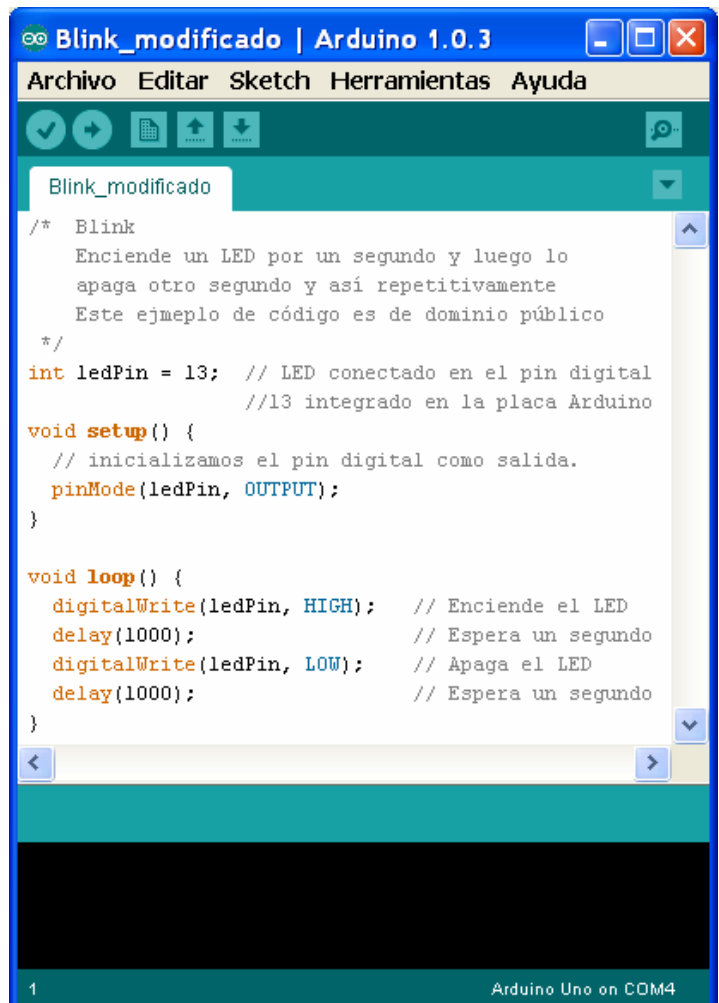 Blink_modificado | Arduino 1.0.3
Archivo Editar Sketch Herramientas Ayuda
Blink_modificado
/*  Blink
    Enciende un LED por un segundo y luego lo
    apaga otro segundo y así repetitivamente
    Este ejmeplo de código es de dominio público
 */
int ledPin = 13;  // LED conectado en el pin digital
                  //13 integrado en la placa Arduino
void setup() {
  // inicializamos el pin digital como salida.
  pinMode(ledPin, OUTPUT);
}

void loop() {
  digitalWrite(ledPin, HIGH);   // Enciende el LED
  delay(1000);                  // Espera un segundo
  digitalWrite(ledPin, LOW);    // Apaga el LED
  delay(1000);                  // Espera un segundo
}
1 Arduino Uno on COM4